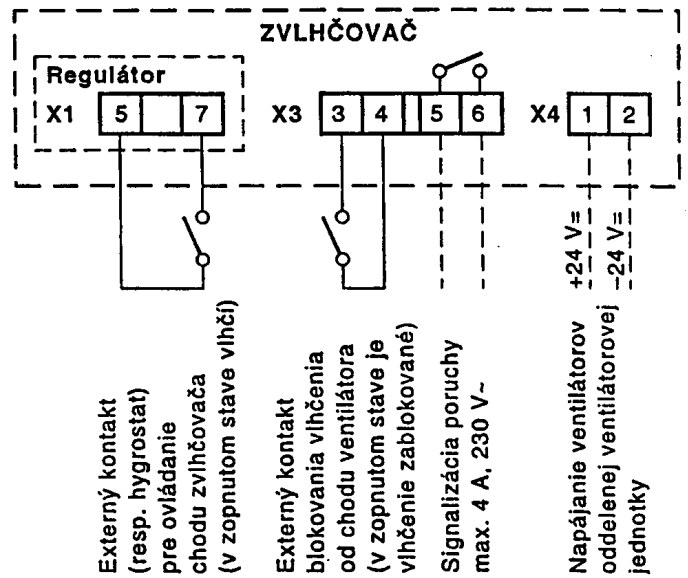 ZVLHČOVAČ
Regulátor
X1 5 7
X3 3 4 5 6
X4 1 2
+24 V=
–24 V=
Externý kontakt
(resp. hygrostat)
pre ovládanie
chodu zvlhčovača
(v zopnutom stave vlhčí)
Externý kontakt
blokovania vlhčenia
od chodu ventilátora
(v zopnutom stave je
vlhčenie zablokované)
Signalizácia poruchy
max. 4 A, 230 V~
Napájanie ventilátorov
oddelenej ventilátorovej
jednotky